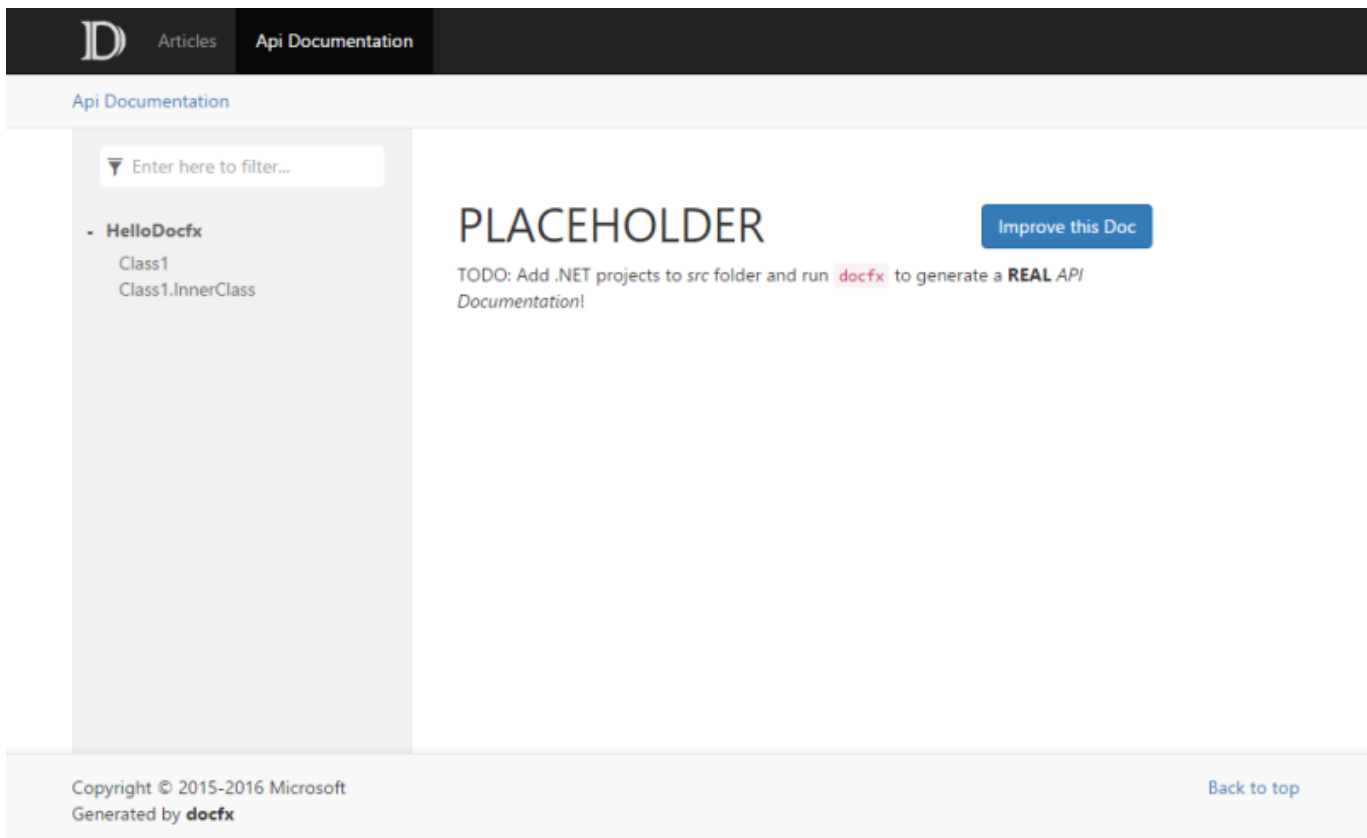 Articles Api Documentation
Api Documentation
Enter here to filter...
- HelloDocfx
Class1
Class1.InnerClass
PLACEHOLDER
Improve this Doc
TODO: Add .NET projects to src folder and run docfx to generate a REAL API
Documentation!
Copyright © 2015-2016 Microsoft
Generated by docfx
Back to top